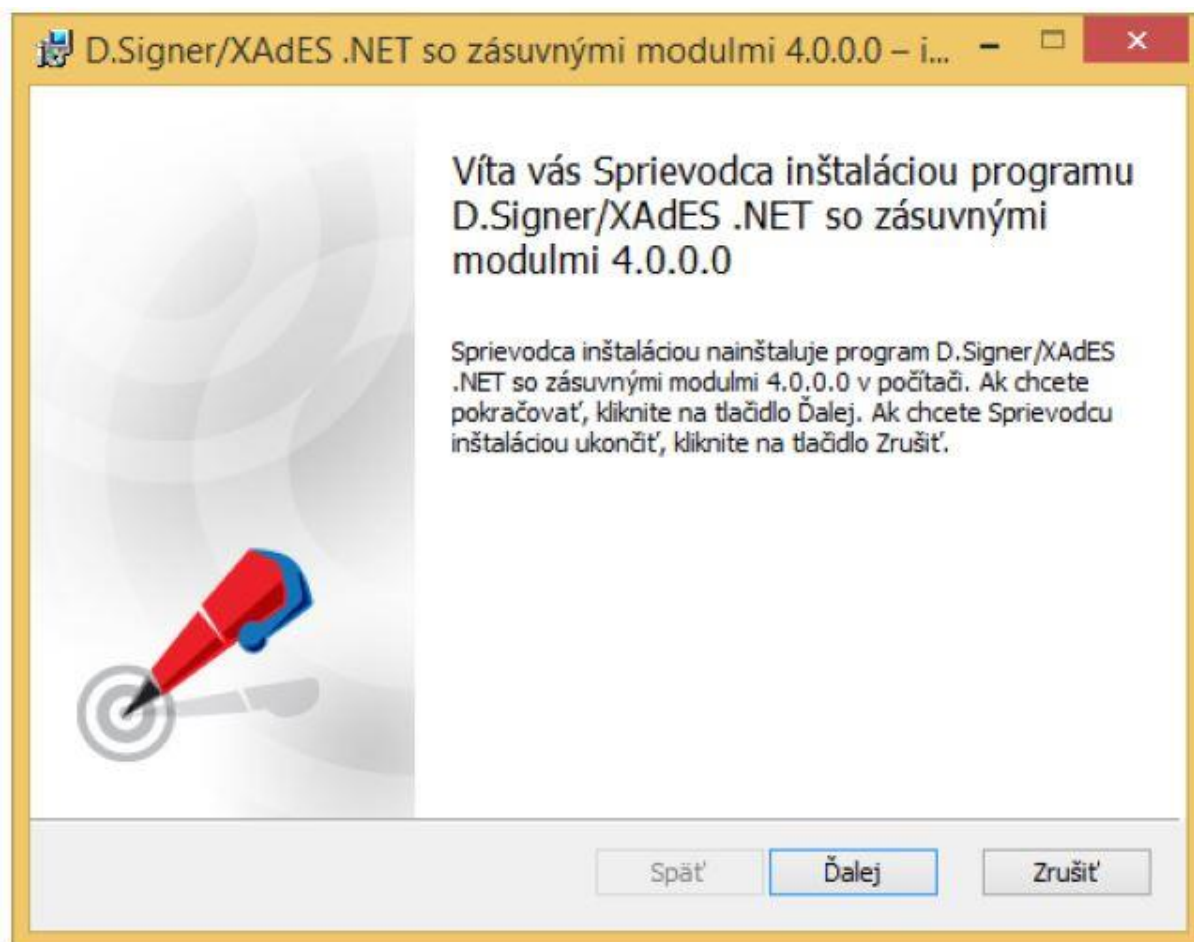 D.Signer/XAdES .NET so zásuvnými modulmi 4.0.0.0 – i...
Víta vás Sprievodca inštaláciou programu
D.Signer/XAdES .NET so zásuvnými
modulmi 4.0.0.0
Sprievodca inštaláciou nainštaluje program D.Signer/XAdES
.NET so zásuvnými modulmi 4.0.0.0 v počítači. Ak chcete
pokračovať, kliknite na tlačidlo Ďalej. Ak chcete Sprievodcu
inštaláciou ukončiť, kliknite na tlačidlo Zrušiť.
Späť Ďalej Zrušiť